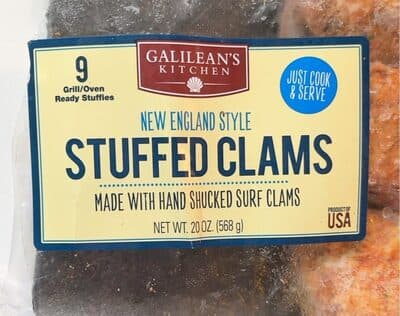 9
Grill/Oven
Ready Stuffies
GALILEAN'S
KITCHEN
JUST COOK
& SERVE
NEW ENGLAND STYLE
STUFFED CLAMS
MADE WITH HAND SHUCKED SURF CLAMS
NET WT. 20 OZ. (568 g)
PRODUCT OF
USA